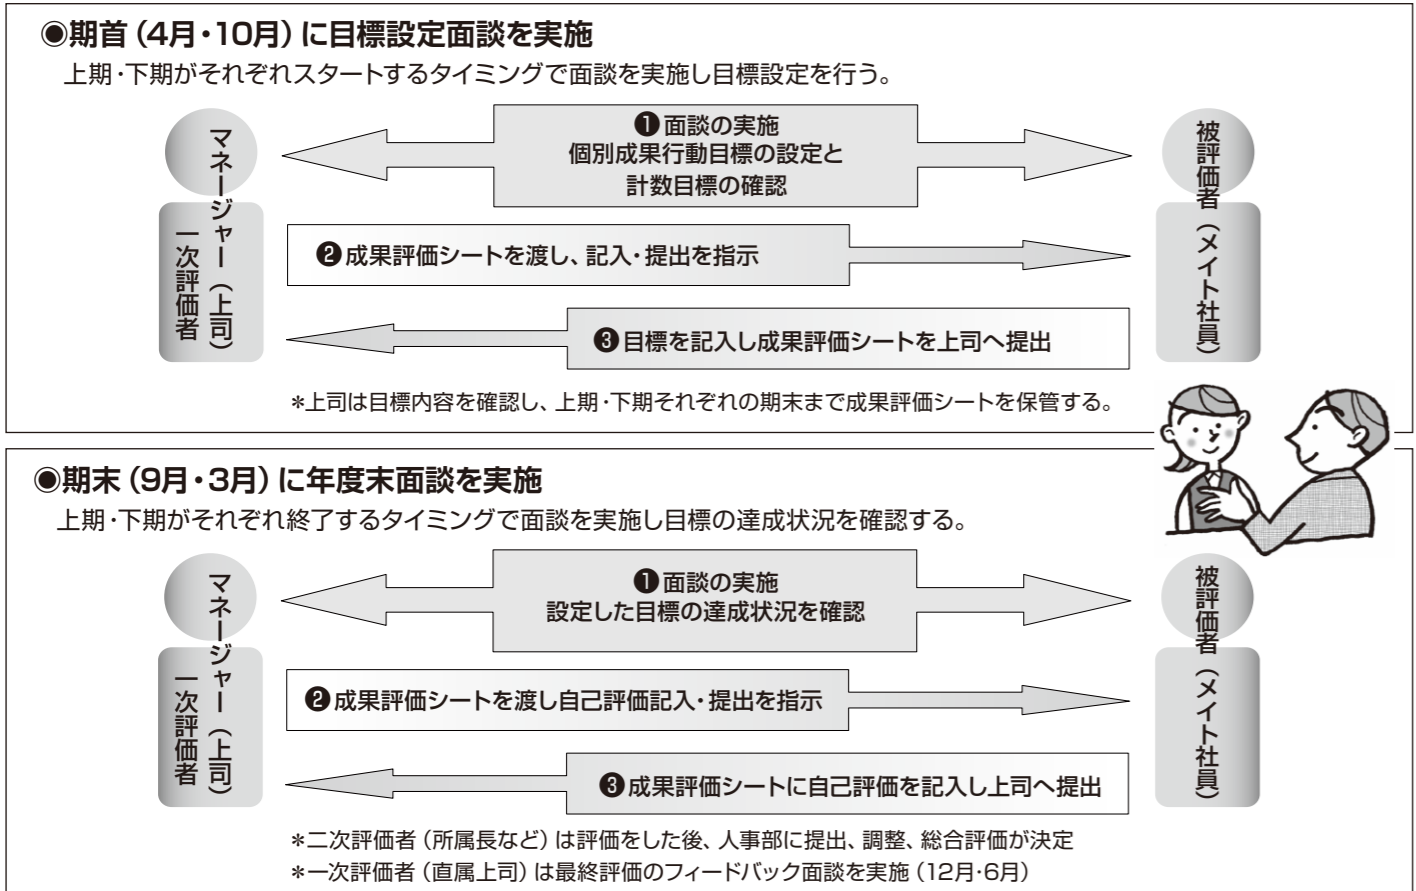 ◉期首（4月・10月）に目標設定面談を実施
上期・下期がそれぞれスタートするタイミングで面談を実施し目標設定を行う。
マネージャー（上司）
一次評価者
❶面談の実施
個別成果行動目標の設定と
計数目標の確認
被評価者（メイト社員）
❷成果評価シートを渡し、記入・提出を指示
❸目標を記入し成果評価シートを上司へ提出
＊上司は目標内容を確認し、上期・下期それぞれの期末まで成果評価シートを保管する。
◉期末（9月・3月）に年度末面談を実施
上期・下期がそれぞれ終了するタイミングで面談を実施し目標の達成状況を確認する。
マネージャー（上司）
一次評価者
❶面談の実施
設定した目標の達成状況を確認
被評価者（メイト社員）
❷成果評価シートを渡し自己評価記入・提出を指示
❸成果評価シートに自己評価を記入し上司へ提出
＊二次評価者（所属長など）は評価をした後、人事部に提出、調整、総合評価が決定
＊一次評価者（直属上司）は最終評価のフィードバック面談を実施（12月・6月）